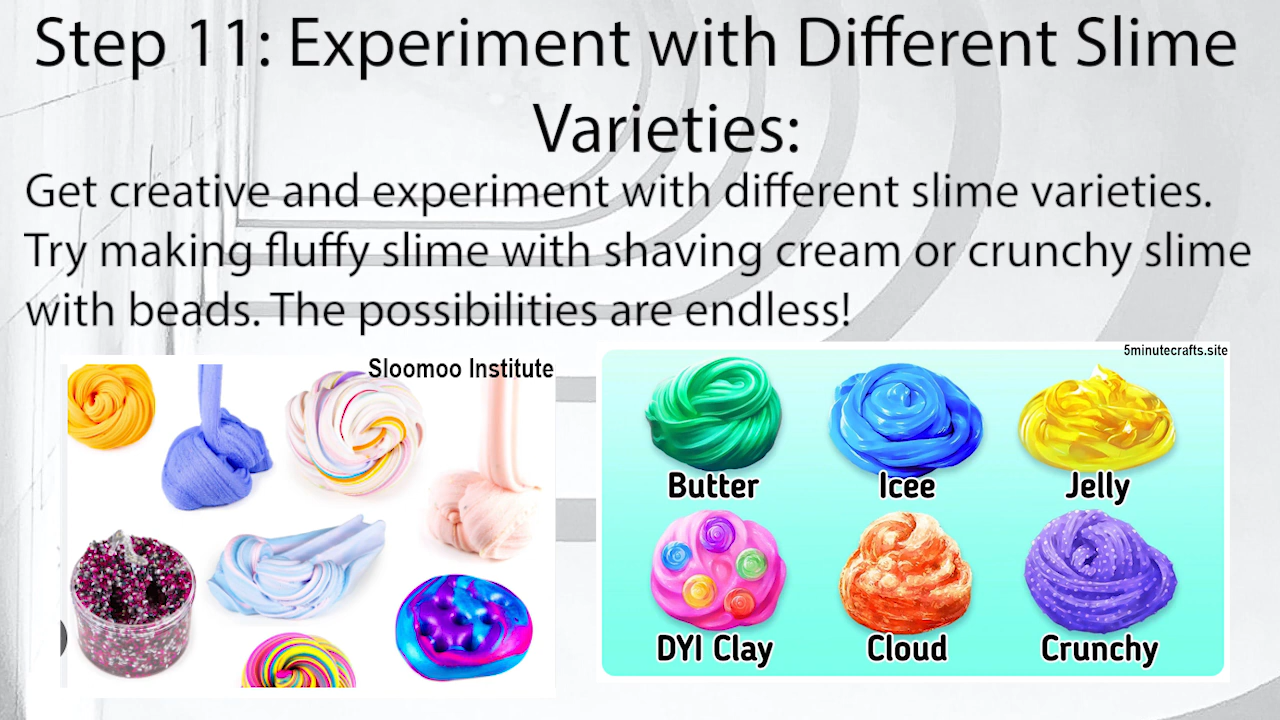 Step 11: Experiment with Different Slime
Varieties:
Get creative and experiment with different slime varieties.
Try making fluffy slime with shaving cream or crunchy slime
with beads. The possibilities are endless!
Sloomoo Institute
5minutecrafts.site
Butter
Icee
Jelly
DYI Clay
Cloud
Crunchy